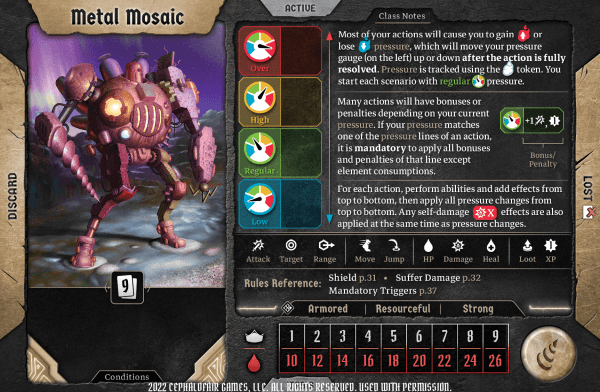 Metal Mosaic
ACTIVE
Class Notes
Over
High
Regular
Low
Most of your actions will cause you to gain or
lose pressure, which will move your pressure
gauge (on the left) up or down after the action is fully
resolved. Pressure is tracked using the token. You
start each scenario with regular pressure.
Many actions will have bonuses or
penalties depending on your current
pressure. If your pressure matches
one of the pressure lines of an action,
it is mandatory to apply all bonuses
and penalties of that line except
element consumptions.
+1
Bonus/
Penalty
For each action, perform abilities and add effects from
top to bottom, then apply all pressure changes from
top to bottom. Any self-damage X effects are also
applied at the same time as pressure changes.
DISCARD
LOST
Attack Target Range Move Jump HP Damage Heal Loot XP
Rules Reference: Shield p.31 • Suffer Damage p.32
Mandatory Triggers p.37
Armored Resourceful Strong
9
1 2 3 4 5 6 7 8 9
10 12 14 16 18 20 22 24 26
Conditions
2022 CEPHALOFAIR GAMES, LLC. ALL RIGHTS RESERVED. USED WITH PERMISSION.